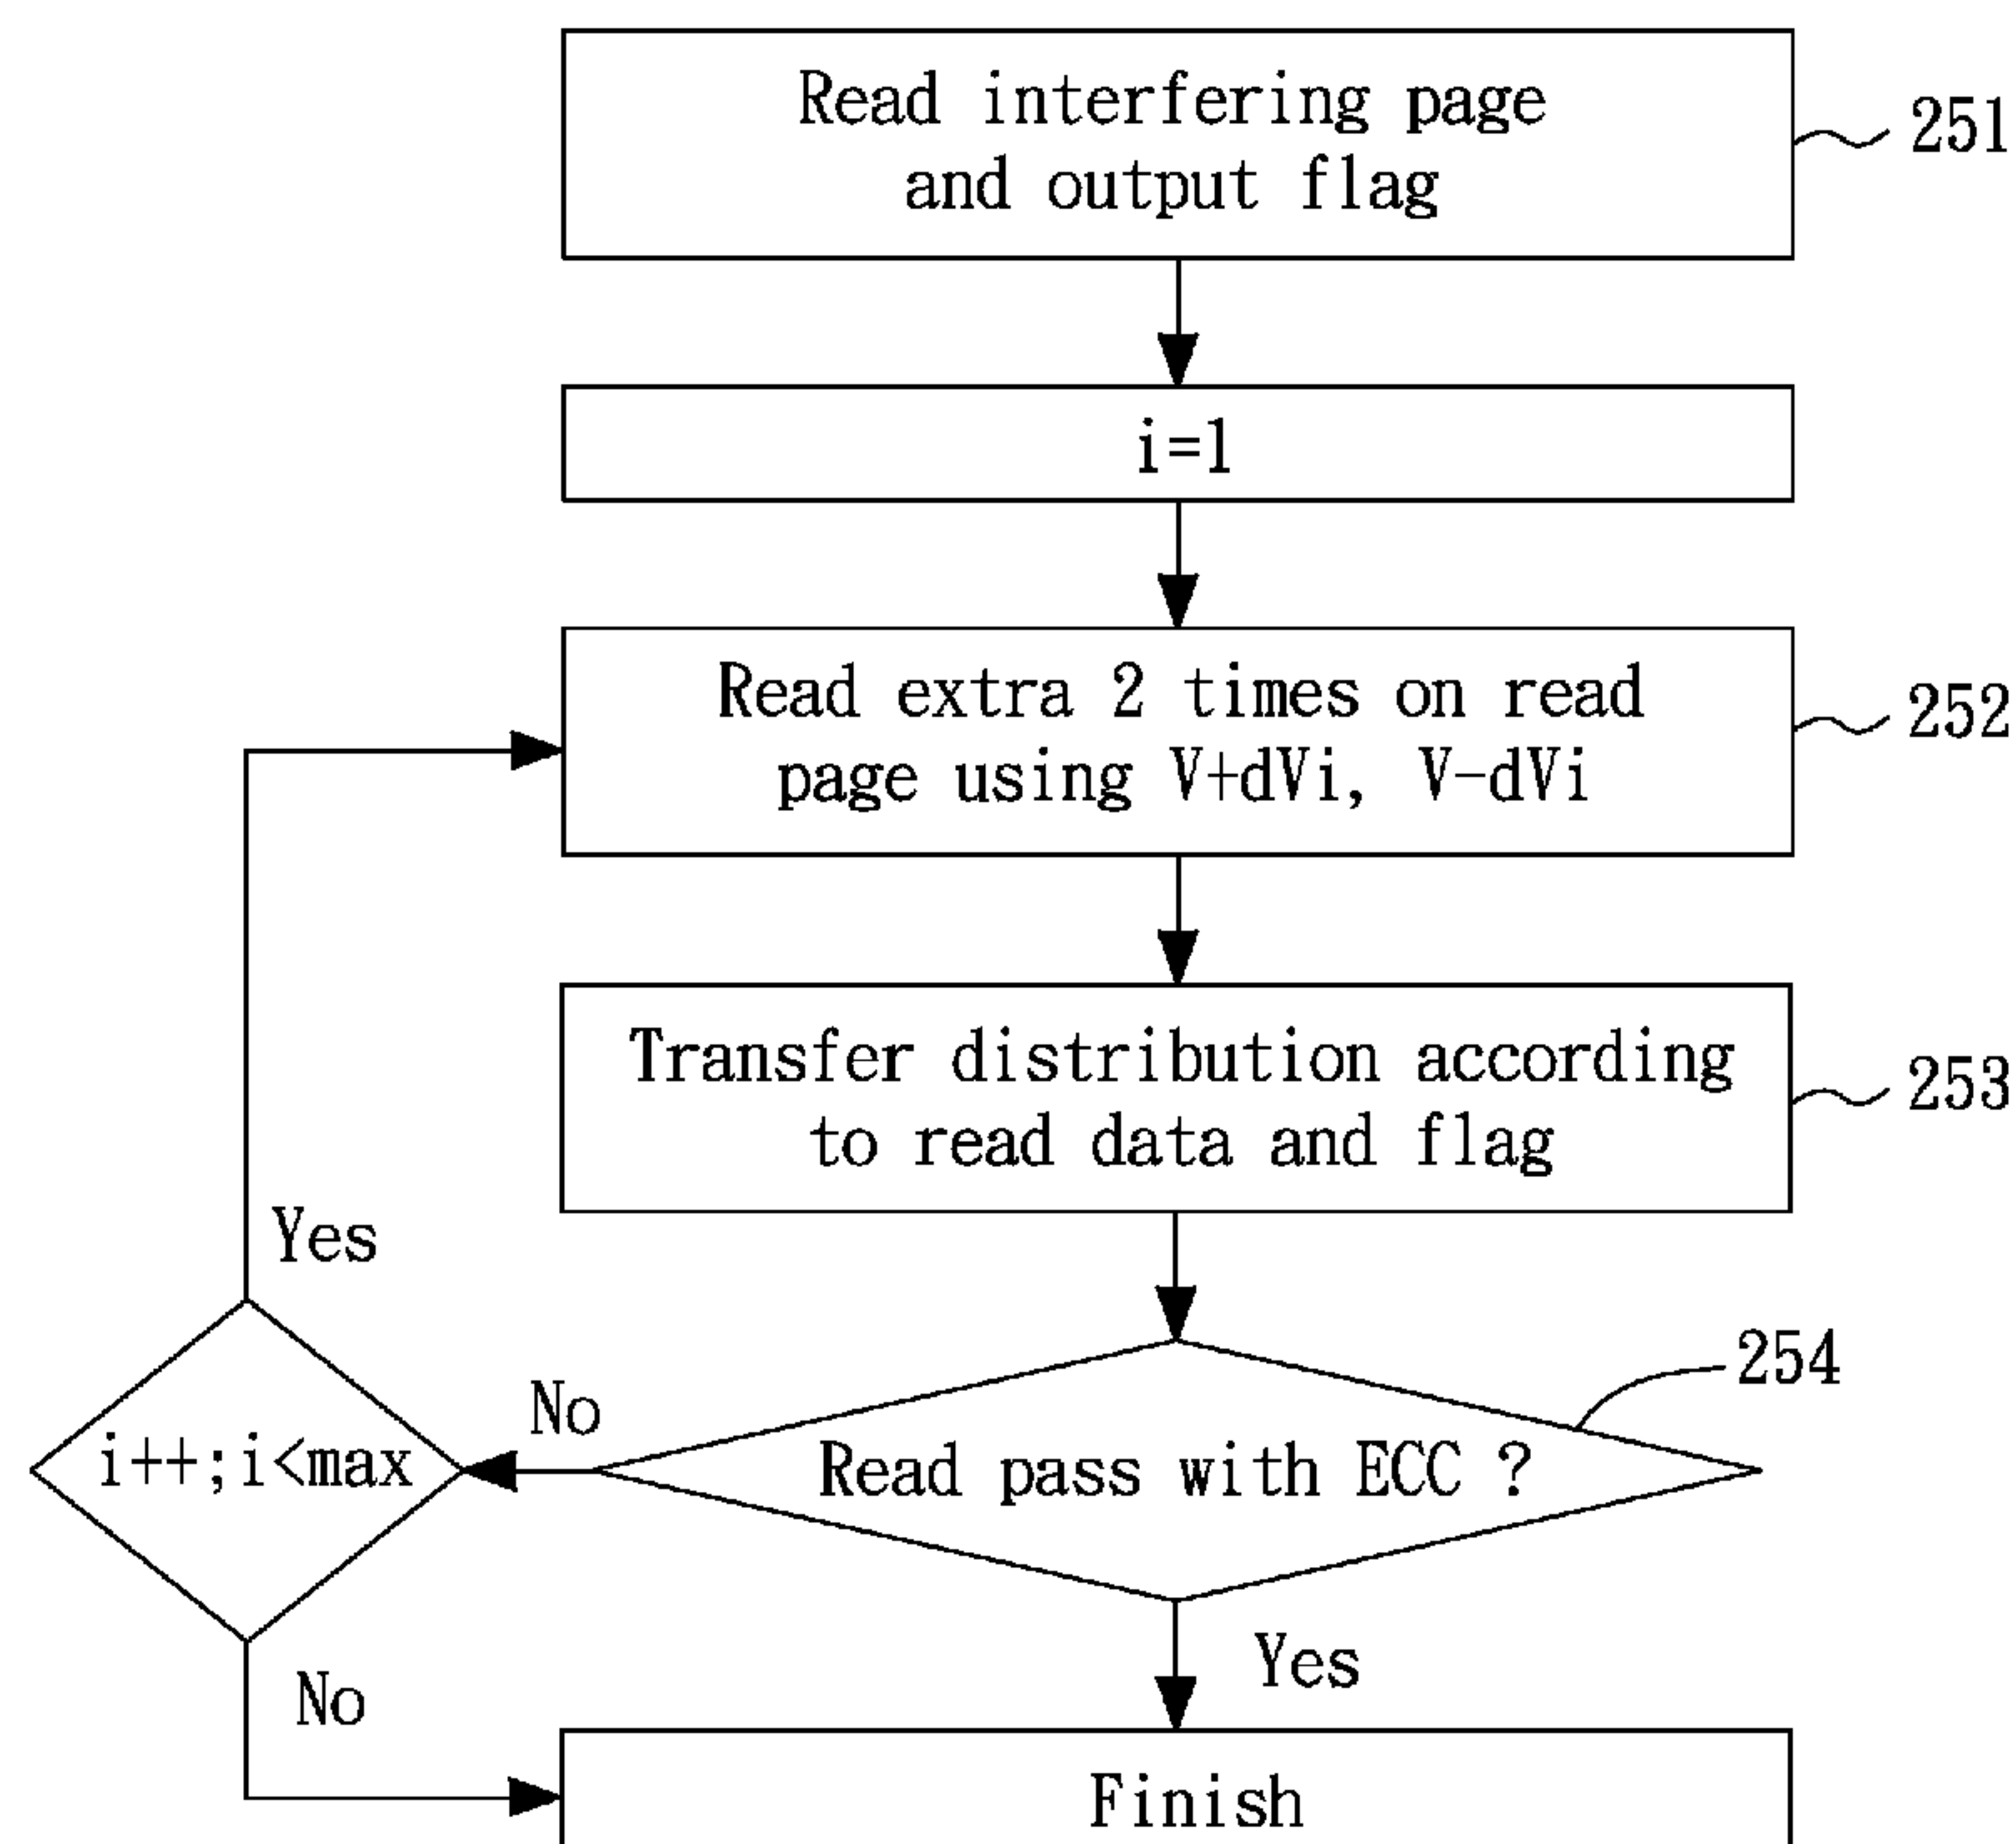 Read interfering page
and output flag
251
i=1
Read extra 2 times on read
page using V+dVi, V-dVi
252
Transfer distribution according
to read data and flag
253
Yes
254
No
i++;i<max
Read pass with ECC ?
Yes
No
Finish